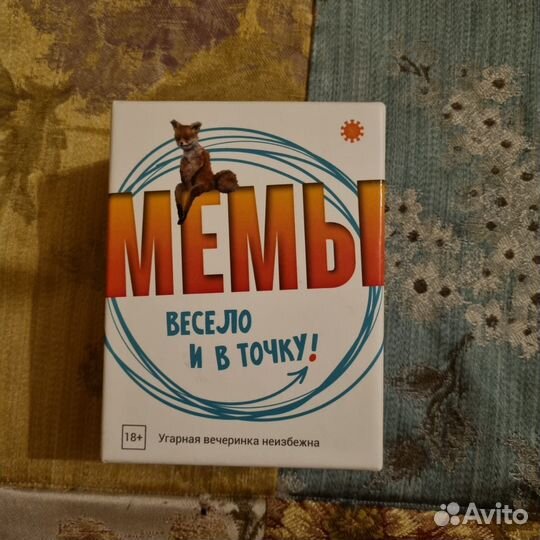 МЕМЫ
ВЕСЕЛО
И В ТОЧКУ!
18+ Угарная вечеринка неизбежна
Avito